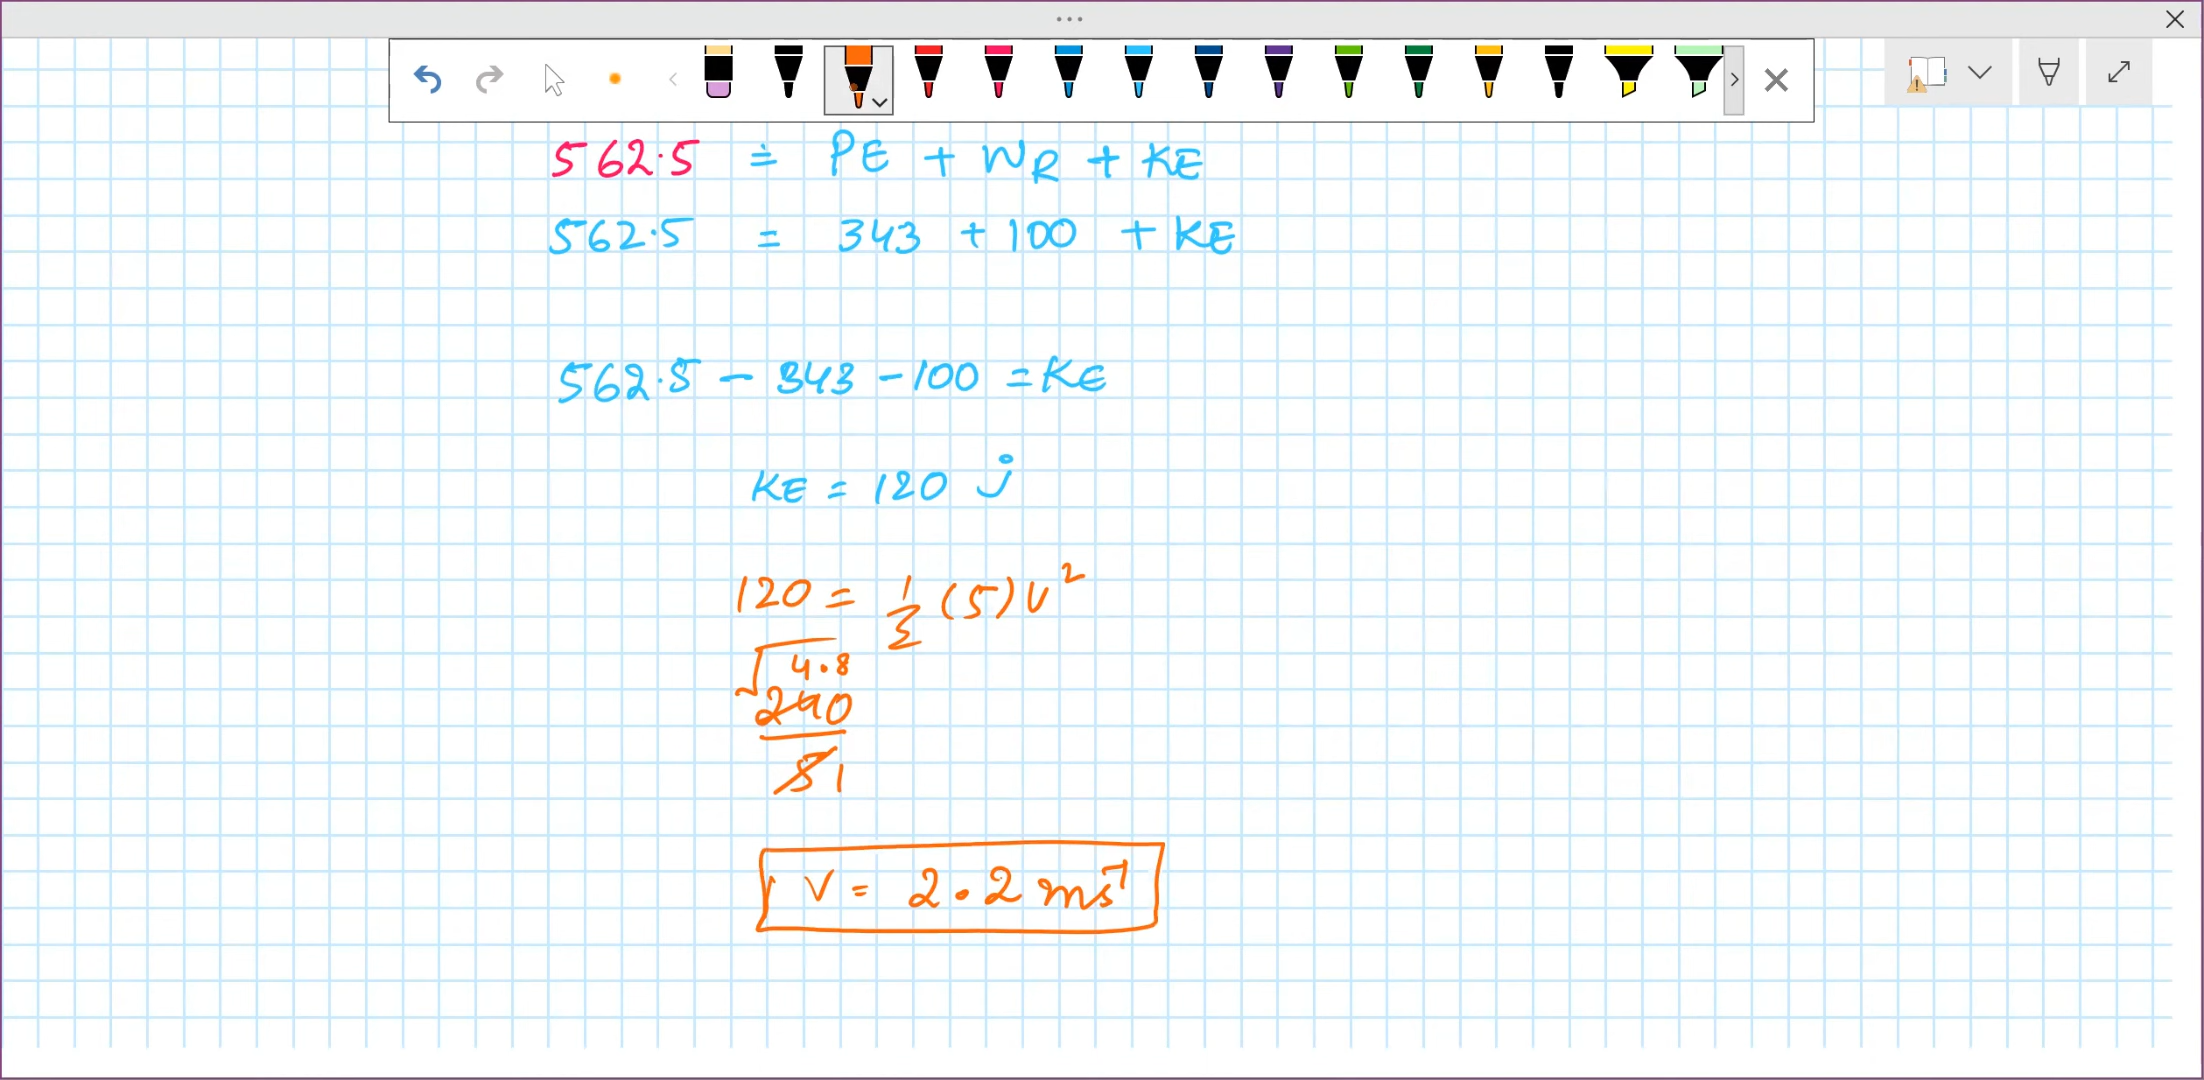 562.5 = PE + WR + KE
562.5 = 343 + 100 + KE
562.5 - 343 - 100 = KE
KE = 120 j
120 = 1/2 (5) v²
√4.8
240
51
V = 2.2 ms⁻¹